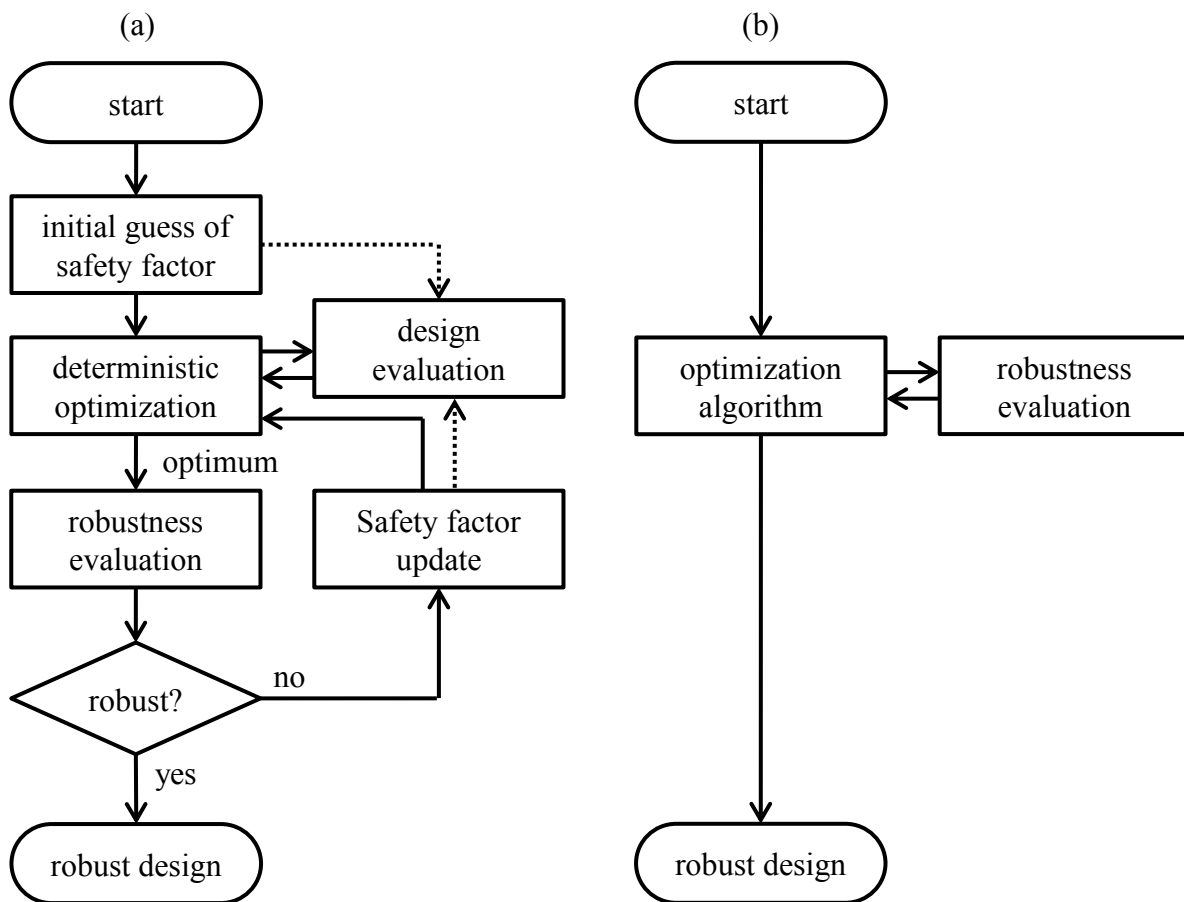 (a)
start
initial guess of
safety factor
deterministic
optimization
design
evaluation
optimum
robustness
evaluation
Safety factor
update
robust?
no
yes
robust design
(b)
start
optimization
algorithm
robustness
evaluation
robust design